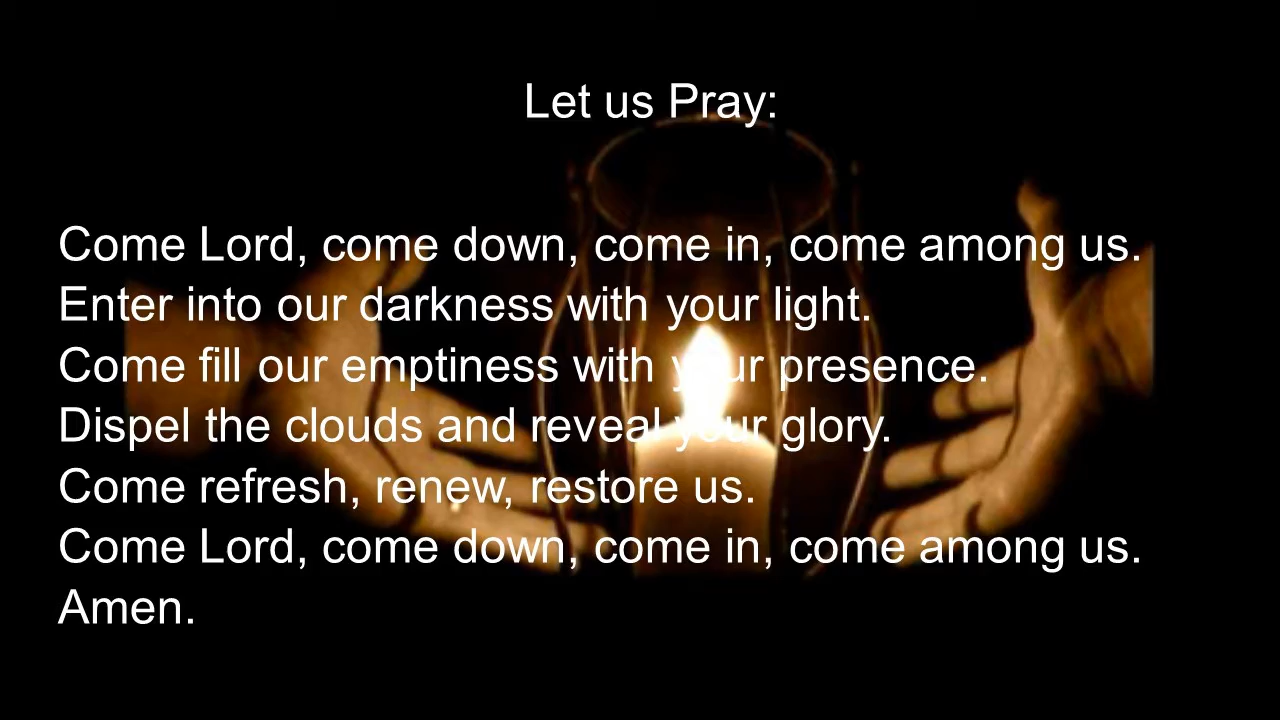 Let us Pray:
Come Lord, come down, come in, come among us.
Enter into our darkness with your light.
Come fill our emptiness with your presence.
Dispel the clouds and reveal your glory.
Come refresh, renew, restore us.
Come Lord, come down, come in, come among us.
Amen.